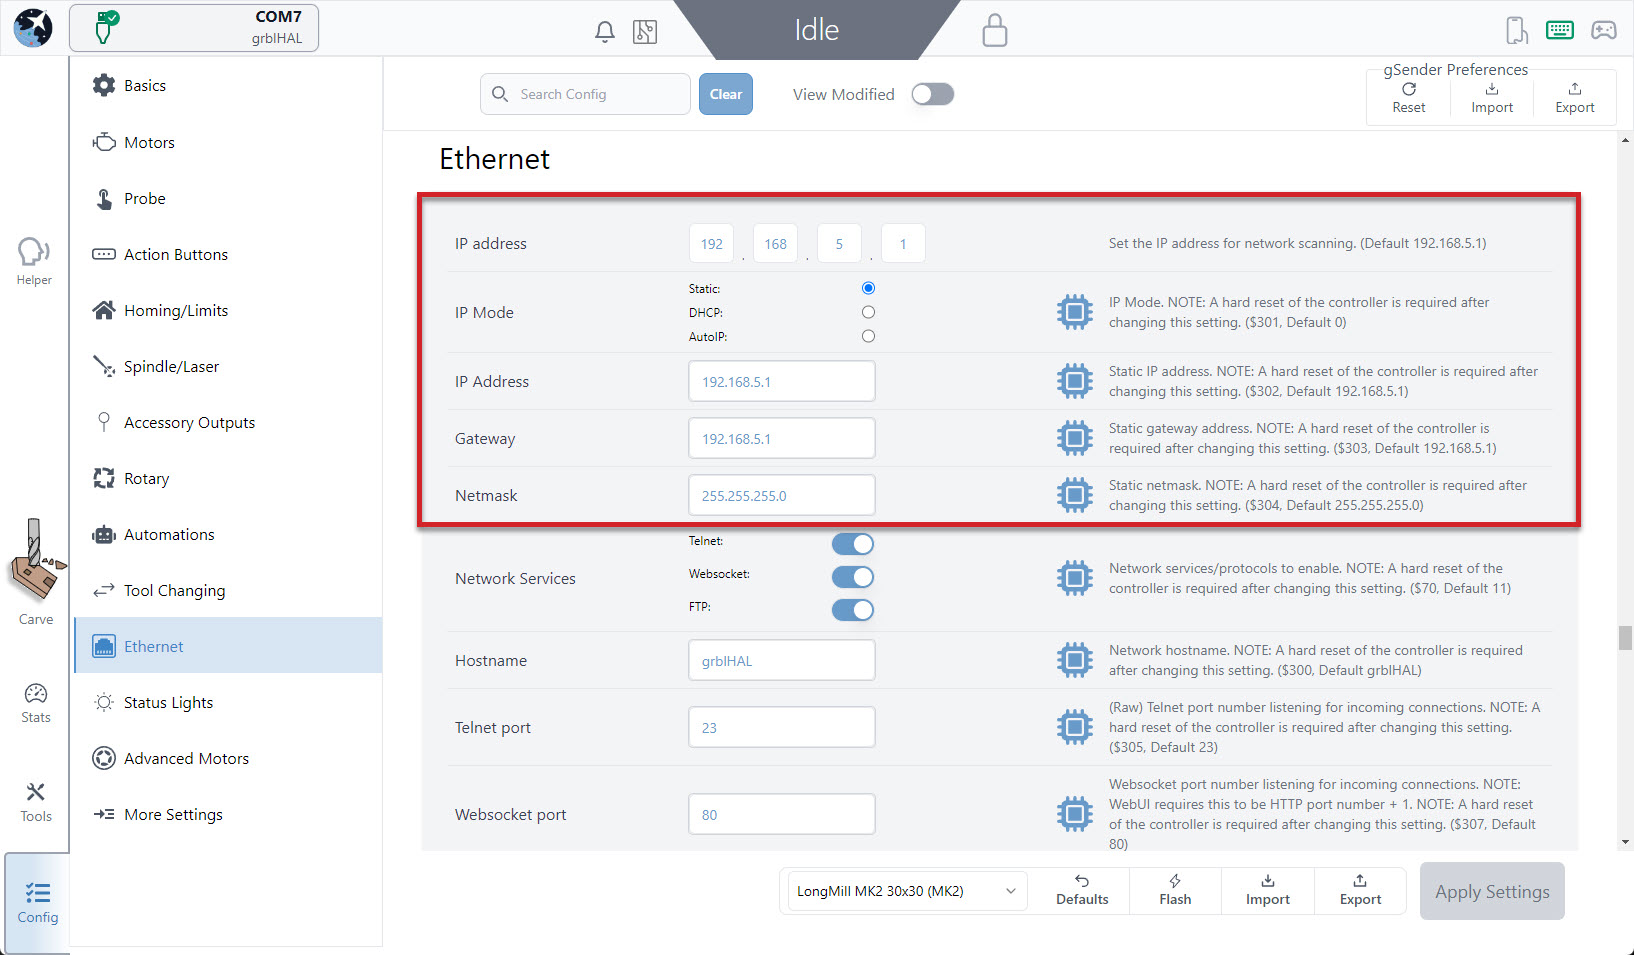 COM7
grblHAL
Idle
Helper
Carve
Stats
Tools
Config
Basics
Motors
Probe
Action Buttons
Homing/Limits
Spindle/Laser
Accessory Outputs
Rotary
Automations
Tool Changing
Ethernet
Status Lights
Advanced Motors
More Settings
Search Config
Clear
View Modified
gSender Preferences
Reset
Import
Export
Ethernet
IP address
192 . 168 . 5 . 1
Set the IP address for network scanning. (Default 192.168.5.1)
IP Mode
Static:
DHCP:
AutoIP:
IP Mode. NOTE: A hard reset of the controller is required after
changing this setting. ($301, Default 0)
IP Address
192.168.5.1
Static IP address. NOTE: A hard reset of the controller is required after
changing this setting. ($302, Default 192.168.5.1)
Gateway
192.168.5.1
Static gateway address. NOTE: A hard reset of the controller is
required after changing this setting. ($303, Default 192.168.5.1)
Netmask
255.255.255.0
Static netmask. NOTE: A hard reset of the controller is required after
changing this setting. ($304, Default 255.255.255.0)
Network Services
Telnet:
Websocket:
FTP:
Network services/protocols to enable. NOTE: A hard reset of the
controller is required after changing this setting. ($70, Default 11)
Hostname
grblHAL
Network hostname. NOTE: A hard reset of the controller is required
after changing this setting. ($300, Default grblHAL)
Telnet port
23
(Raw) Telnet port number listening for incoming connections. NOTE: A
hard reset of the controller is required after changing this setting.
($305, Default 23)
Websocket port
80
Websocket port number listening for incoming connections. NOTE:
WebUI requires this to be HTTP port number + 1. NOTE: A hard reset
of the controller is required after changing this setting. ($307, Default
80)
LongMill MK2 30x30 (MK2)
Defaults
Flash
Import
Export
Apply Settings